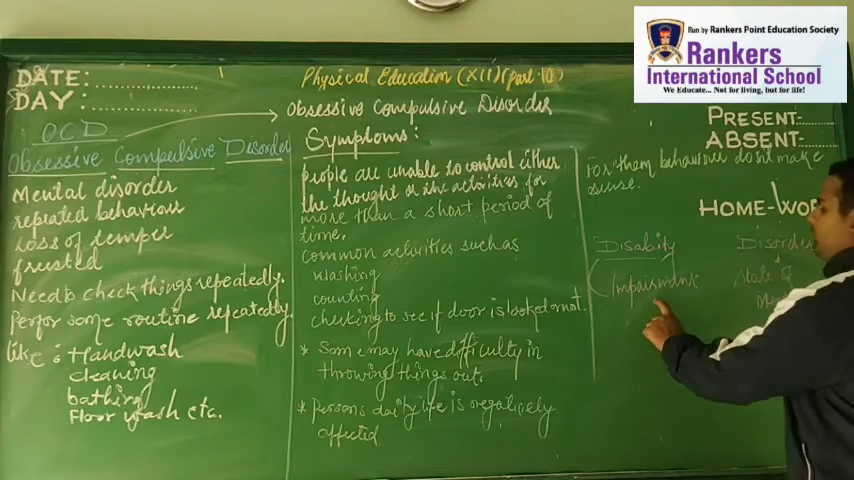 Run by Rankers Point Education Society
Rankers
International School
We Educate.. Not for living, but for life!
DATE:
DAY
Physical Education (XII) (Part 10)
PRESENT-
ABSENT-
HOME-WO
OCD
Obsessive Compulsive Disorder
Mental disorder
repeated behaviour
Loss of temper
frusted
Need to check things repeatedly.
Perfor some routine repeatedly.
like : Handwash
cleaning
bathing
Floor wash etc.
Obsessive Compulsive Disorder
Symptoms :
People are unable to control either
the thought or the activities for
more than a short period of
time.
Common activities such as
washing
counting
checking to see if door is locked or not.
* Some may have difficulty in
throwing things out.
* Persons daily life is negatively
affected
For them behaviour dosn't make
sense.
Disabity
Impairment
Disorder
State of